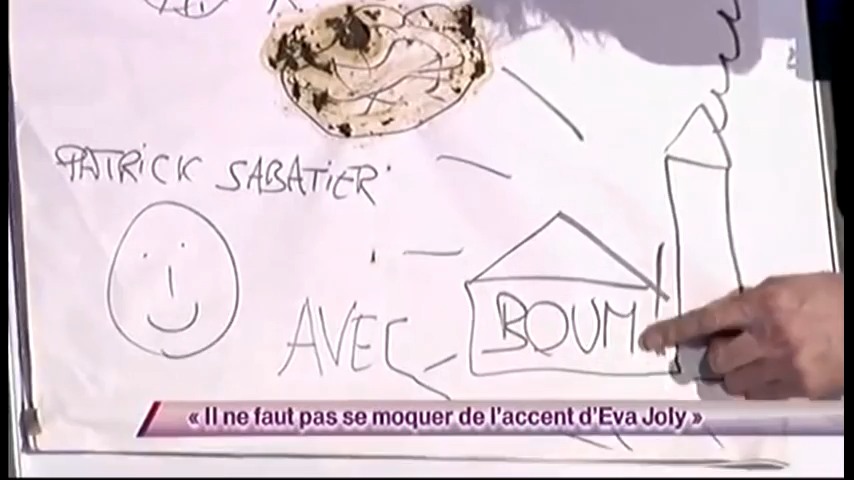 PATRICK SABATIER
AVEC
BOUM!
« Il ne faut pas se moquer de l'accent d'Eva Joly »